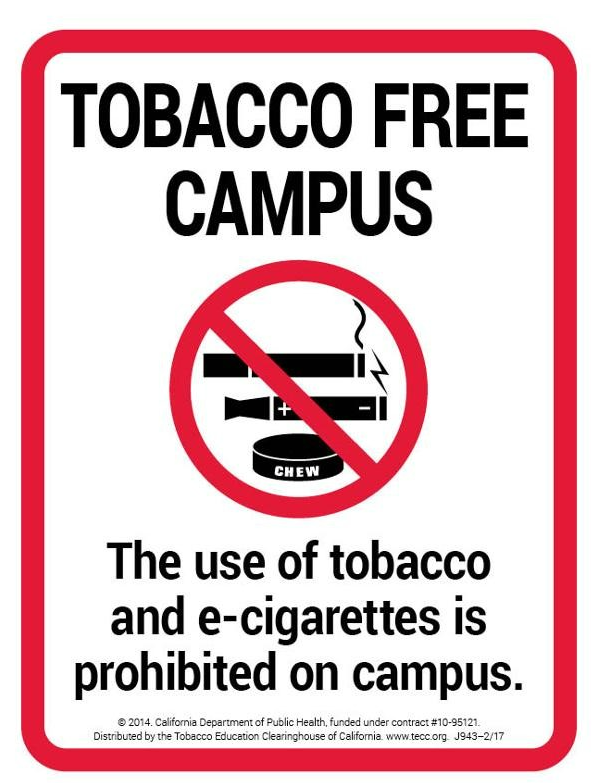 TOBACCO FREE
CAMPUS
+ -
CHEW
The use of tobacco
and e-cigarettes is
prohibited on campus.
© 2014. California Department of Public Health, funded under contract #10-95121.
Distributed by the Tobacco Education Clearinghouse of California. www.tecc.org. J943–2/17